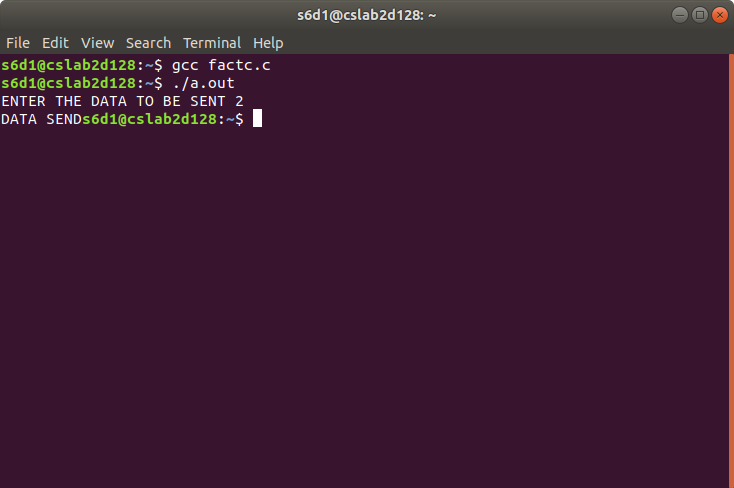 s6d1@cslab2d128: ~
File Edit View Search Terminal Help
s6d1@cslab2d128:~$ gcc factc.c
s6d1@cslab2d128:~$ ./a.out
ENTER THE DATA TO BE SENT 2
DATA SENDs6d1@cslab2d128:~$